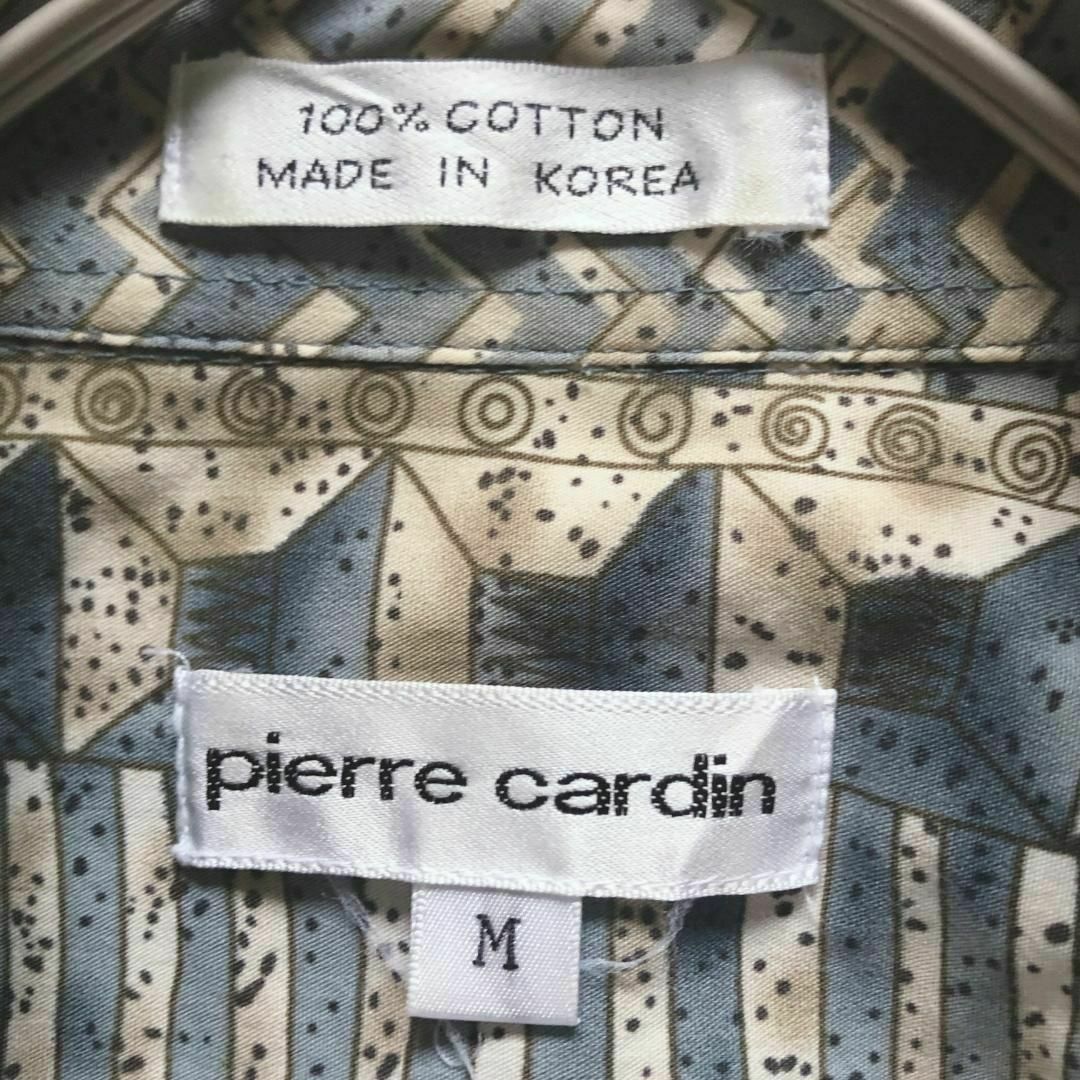 100% COTTON
MADE IN KOREA
pierre cardin
M